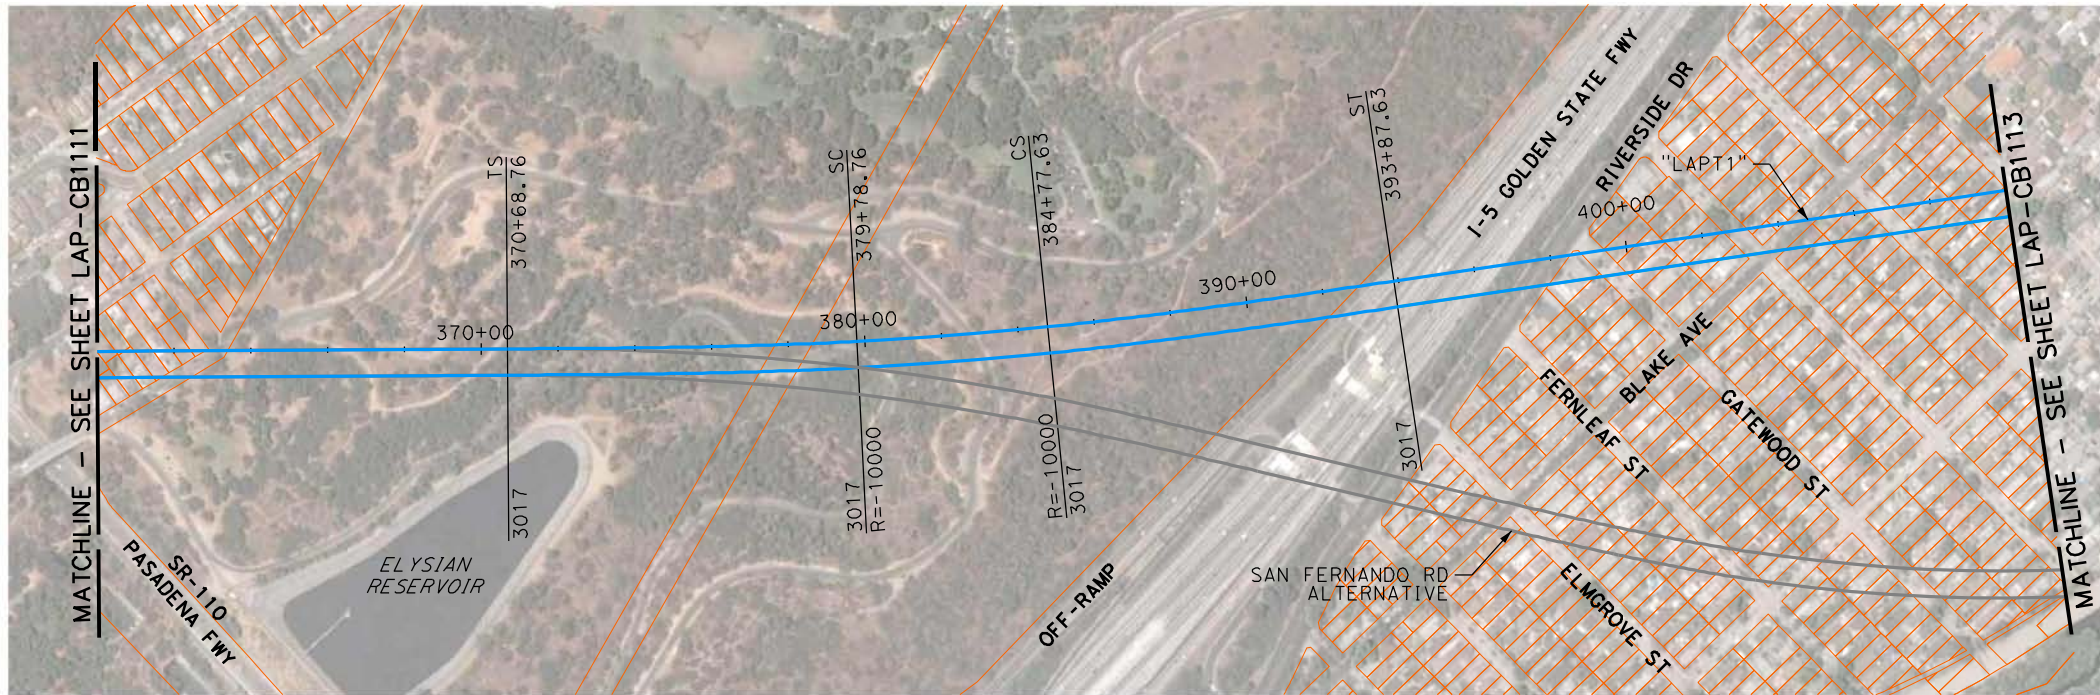 MATCHLINE - SEE SHEET LAP-CB1111
TS
370+68.76
3017
370+00
SC
379+78.76
380+00
3017
R=-10000
CS
384+77.63
R=-10000
3017
390+00
ST
393+87.63
3017
I-5 GOLDEN STATE FWY
RIVERSIDE DR
"LAPT1"
400+00
BLAKE AVE
FERNLEAF ST
GATEWOOD ST
ELMGROVE ST
SAN FERNANDO RD
ALTERNATIVE
OFF-RAMP
ELYSIAN
RESERVOIR
SR-110
PASADENA FWY
MATCHLINE - SEE SHEET LAP-CB1113